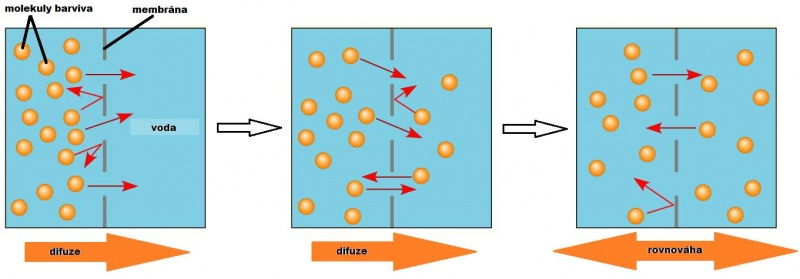 molekuly barviva
membrána
voda
difuze
difuze
rovnováha